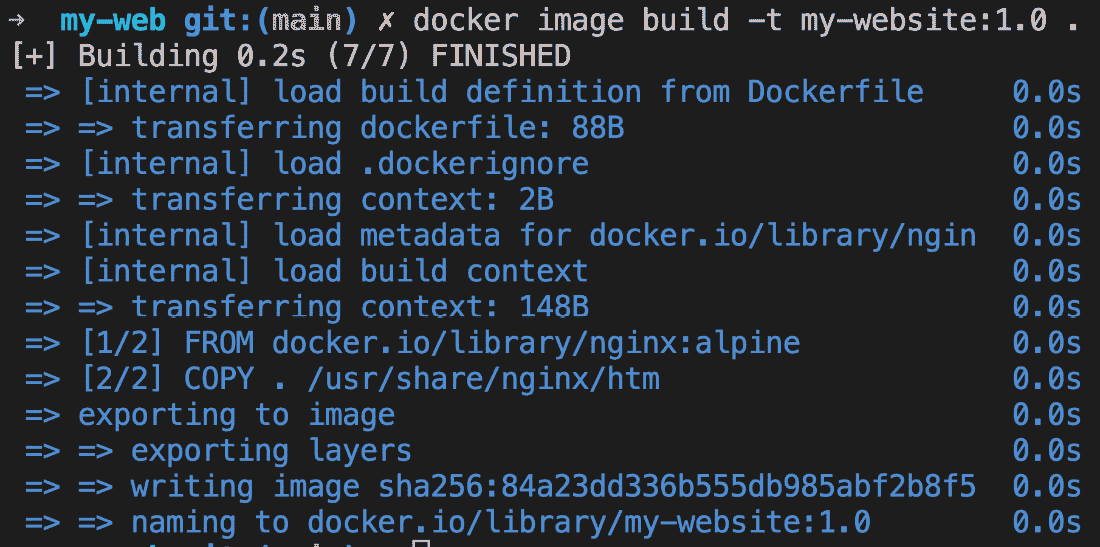 → my-web git:(main) ✗ docker image build -t my-website:1.0 .
[+] Building 0.2s (7/7) FINISHED
=> [internal] load build definition from Dockerfile 0.0s
=> => transferring dockerfile: 88B 0.0s
=> [internal] load .dockerignore 0.0s
=> => transferring context: 2B 0.0s
=> [internal] load metadata for docker.io/library/ngin 0.0s
=> [internal] load build context 0.0s
=> => transferring context: 148B 0.0s
=> [1/2] FROM docker.io/library/nginx:alpine 0.0s
=> [2/2] COPY . /usr/share/nginx/htm 0.0s
=> exporting to image 0.0s
=> => exporting layers 0.0s
=> => writing image sha256:84a23dd336b555db985abf2b8f5 0.0s
=> => naming to docker.io/library/my-website:1.0 0.0s